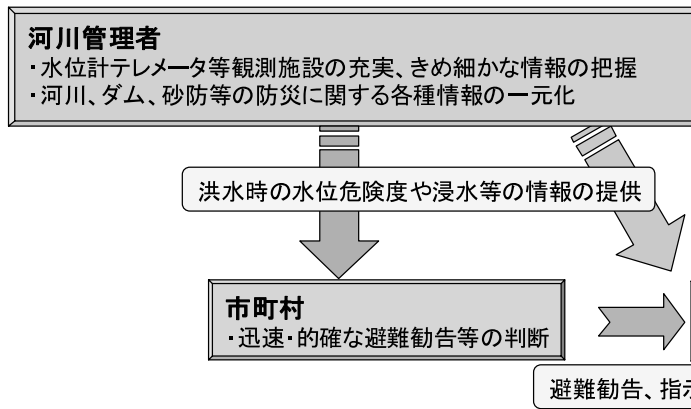 河川管理者
・水位計テレメータ等観測施設の充実、きめ細かな情報の把握
・河川、ダム、砂防等の防災に関する各種情報の一元化
洪水時の水位危険度や浸水等の情報の提供
市町村
・迅速・的確な避難勧告等の判断
避難勧告、指示